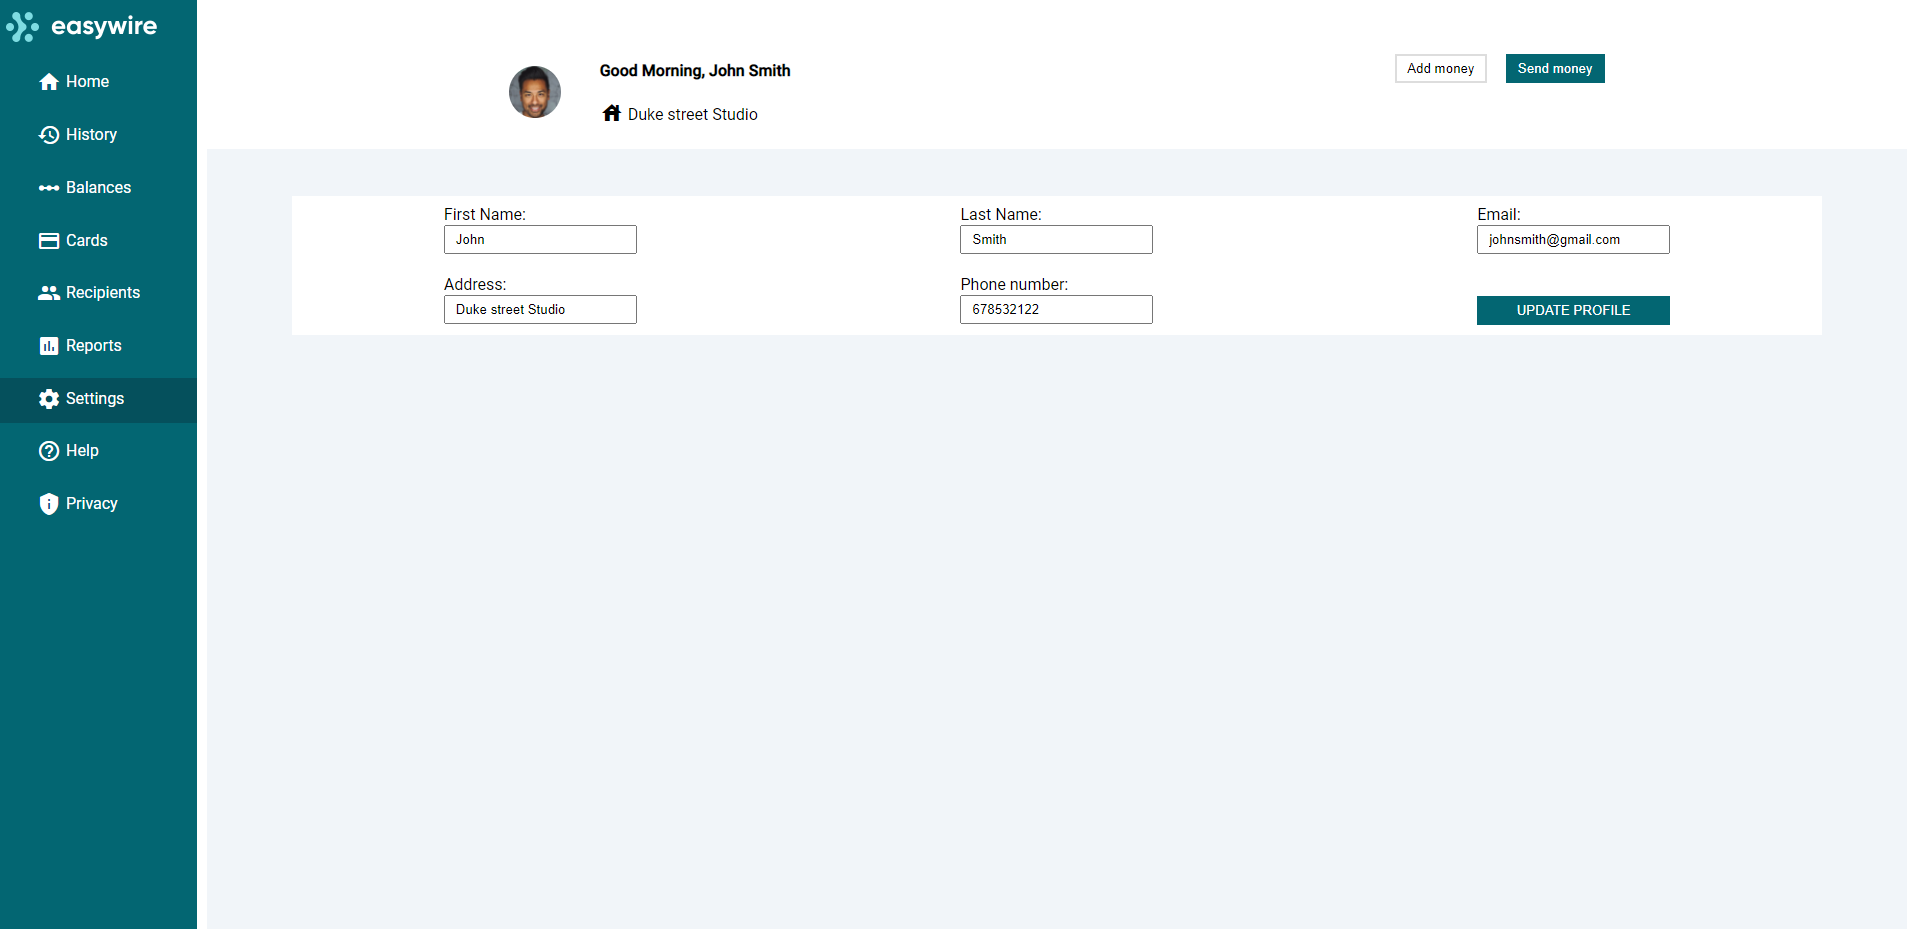 easywire
Home
History
Balances
Cards
Recipients
Reports
Settings
Help
Privacy
Good Morning, John Smith
Duke street Studio
Add money
Send money
First Name:
John
Last Name:
Smith
Email:
johnsmith@gmail.com
Address:
Duke street Studio
Phone number:
678532122
UPDATE PROFILE